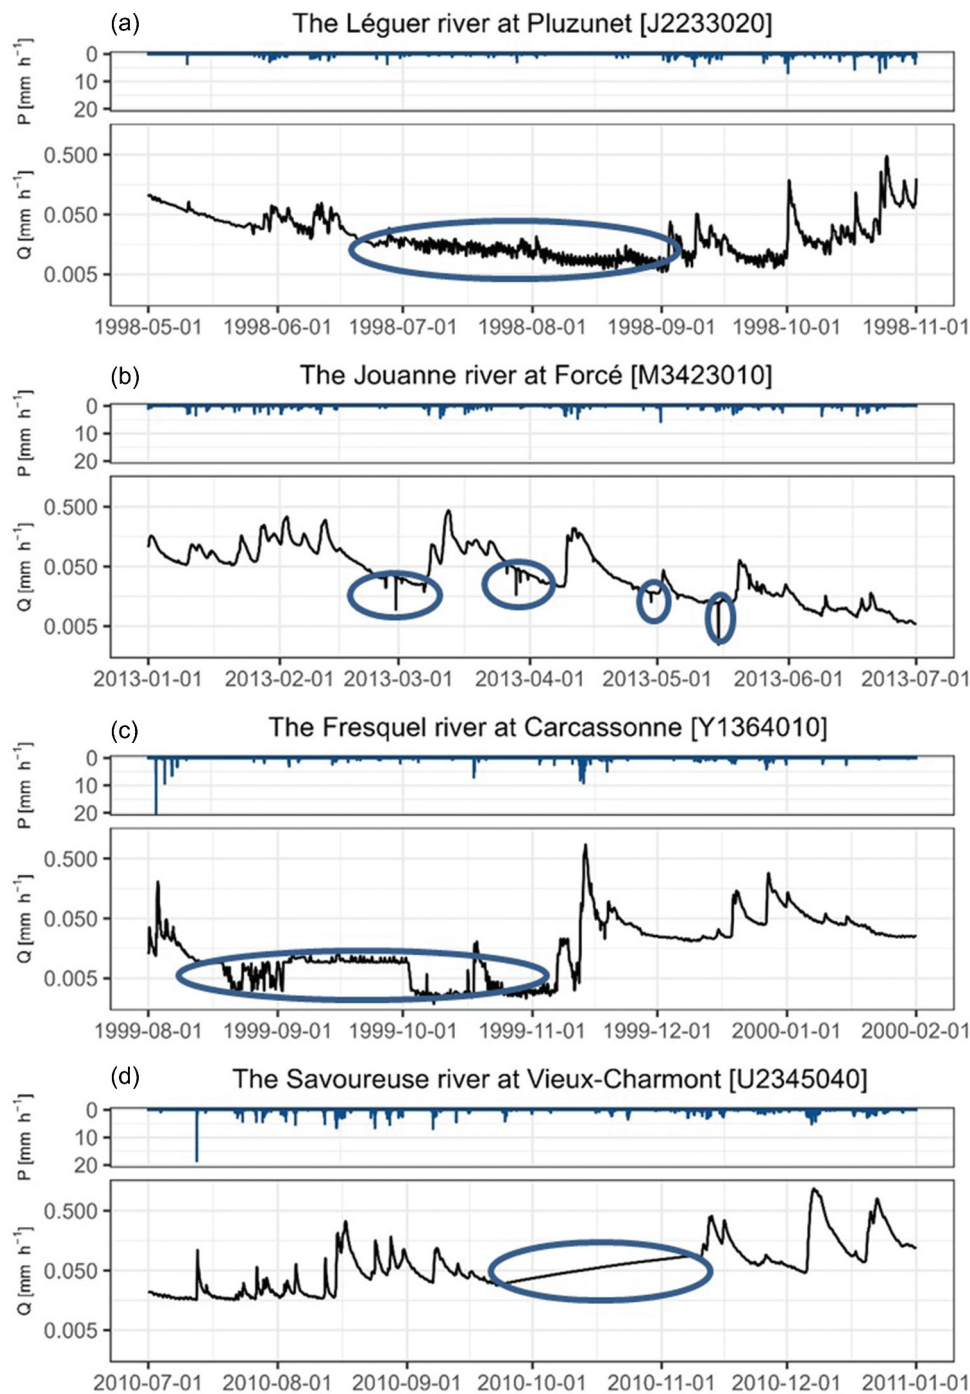 (a) The Léguer river at Pluzunet [J2233020]
P [mm h⁻¹]
0
10
20
Q [mm h⁻¹]
0.500
0.050
0.005
1998-05-01 1998-06-01 1998-07-01 1998-08-01 1998-09-01 1998-10-01 1998-11-01
(b) The Jouanne river at Forcé [M3423010]
P [mm h⁻¹]
0
10
20
Q [mm h⁻¹]
0.500
0.050
0.005
2013-01-01 2013-02-01 2013-03-01 2013-04-01 2013-05-01 2013-06-01 2013-07-01
(c) The Fresquel river at Carcassonne [Y1364010]
P [mm h⁻¹]
0
10
20
Q [mm h⁻¹]
0.500
0.050
0.005
1999-08-01 1999-09-01 1999-10-01 1999-11-01 1999-12-01 2000-01-01 2000-02-01
(d) The Savoureuse river at Vieux-Charmont [U2345040]
P [mm h⁻¹]
0
10
20
Q [mm h⁻¹]
0.500
0.050
0.005
2010-07-01 2010-08-01 2010-09-01 2010-10-01 2010-11-01 2010-12-01 2011-01-01